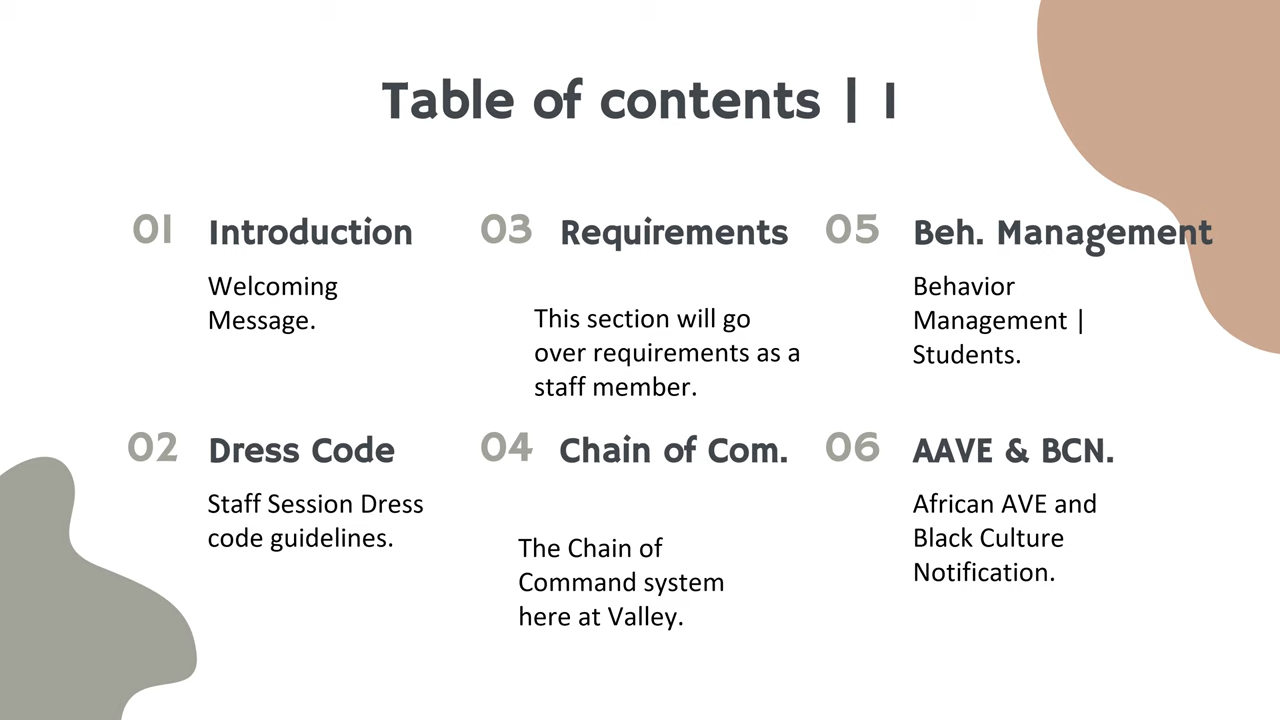 Table of contents | 1
01 Introduction
Welcoming
Message.
03 Requirements
This section will go
over requirements as a
staff member.
05 Beh. Management
Behavior
Management |
Students.
02 Dress Code
Staff Session Dress
code guidelines.
04 Chain of Com.
The Chain of
Command system
here at Valley.
06 AAVE & BCN.
African AVE and
Black Culture
Notification.